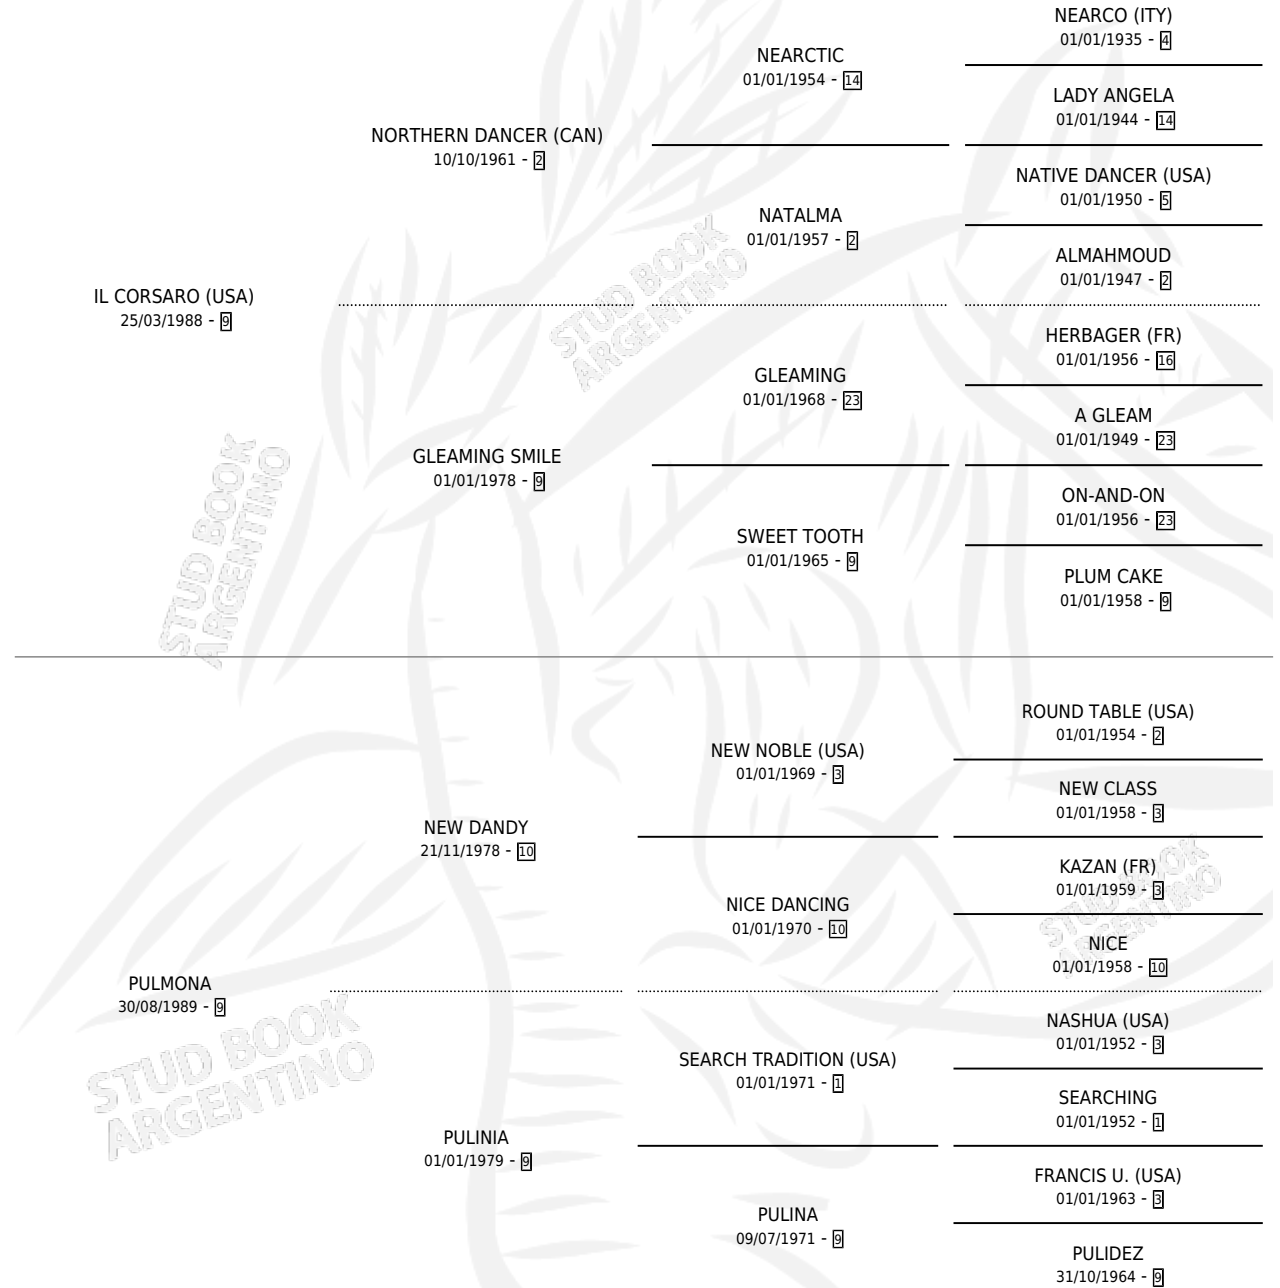 NEARCO (ITY)
01/01/1935 - 4
NEARCTIC
01/01/1954 - 14
LADY ANGELA
01/01/1944 - 14
NORTHERN DANCER (CAN)
10/10/1961 - 2
NATIVE DANCER (USA)
01/01/1950 - 5
NATALMA
01/01/1957 - 2
ALMAHMOUD
01/01/1947 - 2
IL CORSARO (USA)
25/03/1988 - 9
STUD BOOK
ARGENTINO
HERBAGER (FR)
01/01/1956 - 16
GLEAMING
01/01/1968 - 23
A GLEAM
01/01/1949 - 23
GLEAMING SMILE
01/01/1978 - 9
ON-AND-ON
01/01/1956 - 23
SWEET TOOTH
01/01/1965 - 9
PLUM CAKE
01/01/1958 - 9
STUD BOOK
ARGENTINO
ROUND TABLE (USA)
01/01/1954 - 2
NEW NOBLE (USA)
01/01/1969 - 3
NEW CLASS
01/01/1958 - 3
NEW DANDY
21/11/1978 - 10
KAZAN (FR)
01/01/1959 - 3
NICE DANCING
01/01/1970 - 10
NICE
01/01/1958 - 10
STUD BOOK
ARGENTINO
PULMONA
30/08/1989 - 9
NASHUA (USA)
01/01/1952 - 3
SEARCH TRADITION (USA)
01/01/1971 - 1
SEARCHING
01/01/1952 - 1
STUD BOOK
ARGENTINO
PULINIA
01/01/1979 - 9
FRANCIS U. (USA)
01/01/1963 - 3
PULINA
09/07/1971 - 9
PULIDEZ
31/10/1964 - 9